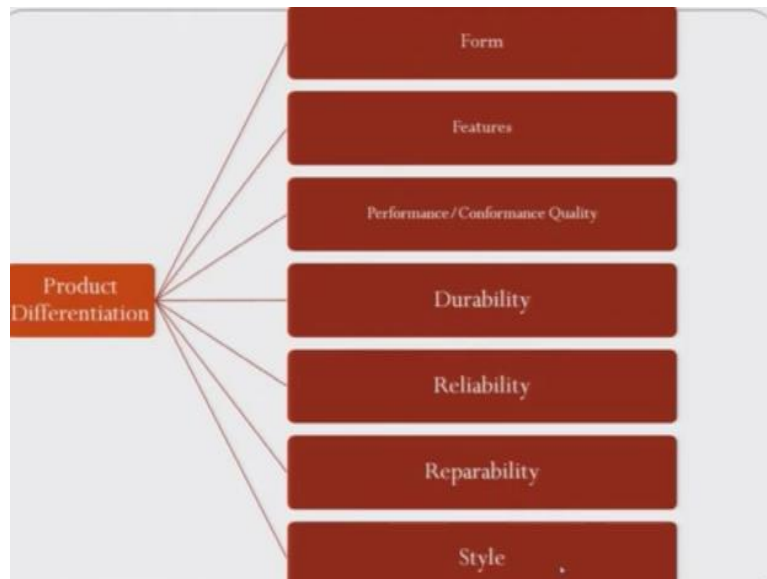 Product
Differentiation
Form
Features
Performance/Conformance Quality
Durability
Reliability
Reparability
Style